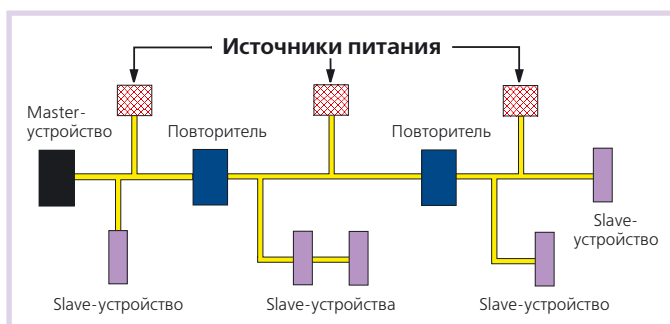 Источники питания
Master-
устройство
Повторитель
Повторитель
Slave-
устройство
Slave-устройство
Slave-устройства
Slave-устройство